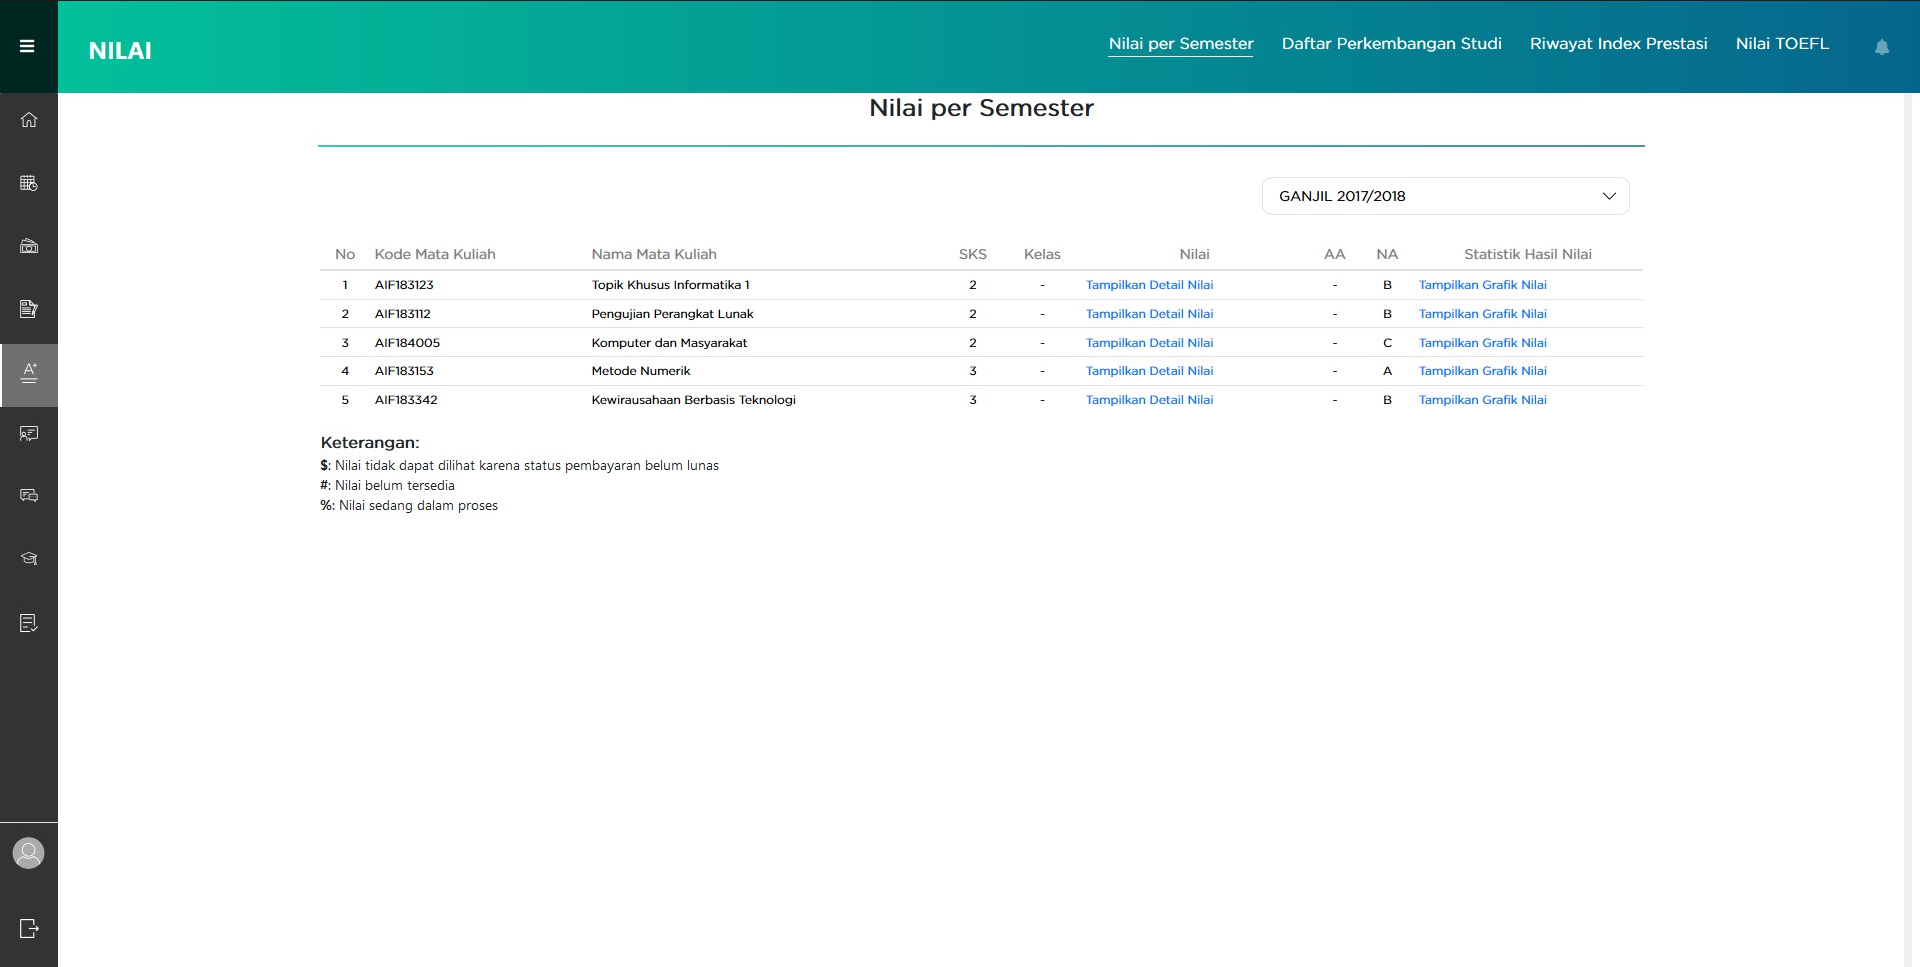 NILAI
Nilai per Semester Daftar Perkembangan Studi Riwayat Index Prestasi Nilai TOEFL
Nilai per Semester
GANJIL 2017/2018
No Kode Mata Kuliah Nama Mata Kuliah SKS Kelas Nilai AA NA Statistik Hasil Nilai
1 AIF183123 Topik Khusus Informatika 1 2 - Tampilkan Detail Nilai - B Tampilkan Grafik Nilai
2 AIF183112 Pengujian Perangkat Lunak 2 - Tampilkan Detail Nilai - B Tampilkan Grafik Nilai
3 AIF184005 Komputer dan Masyarakat 2 - Tampilkan Detail Nilai - C Tampilkan Grafik Nilai
4 AIF183153 Metode Numerik 3 - Tampilkan Detail Nilai - A Tampilkan Grafik Nilai
5 AIF183342 Kewirausahaan Berbasis Teknologi 3 - Tampilkan Detail Nilai - B Tampilkan Grafik Nilai
Keterangan:
$: Nilai tidak dapat dilihat karena status pembayaran belum lunas
#: Nilai belum tersedia
%: Nilai sedang dalam proses